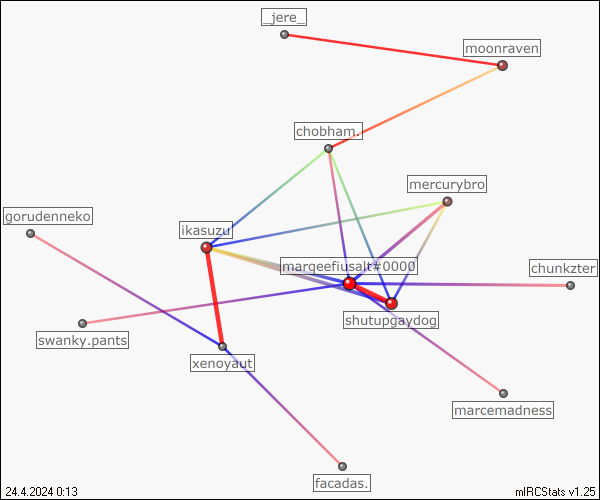 _jere_
moonraven
chobham.
mercurybro
gorudenneko
ikasuzu
margeefiusalt#0000
chunkzter
shutupgaydog
swanky.pants
xenoyaut
marcemadness
facadas.
24.4.2024 0:13
mIRCStats v1.25